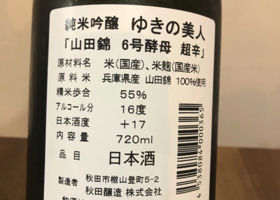 純米吟醸 ゆきの美人
「山田錦 6号酵母 超辛」
原材料名 米(国産)、米麹(国産米)
原料米 兵庫県産 山田錦 100%使用
精米歩合 55%
アルコール分 16度
日本酒度 +17
内容量 720ml
品目 日本酒
製造者 秋田市楢山登町5-2
秋田醸造 株式会社
4538084000365